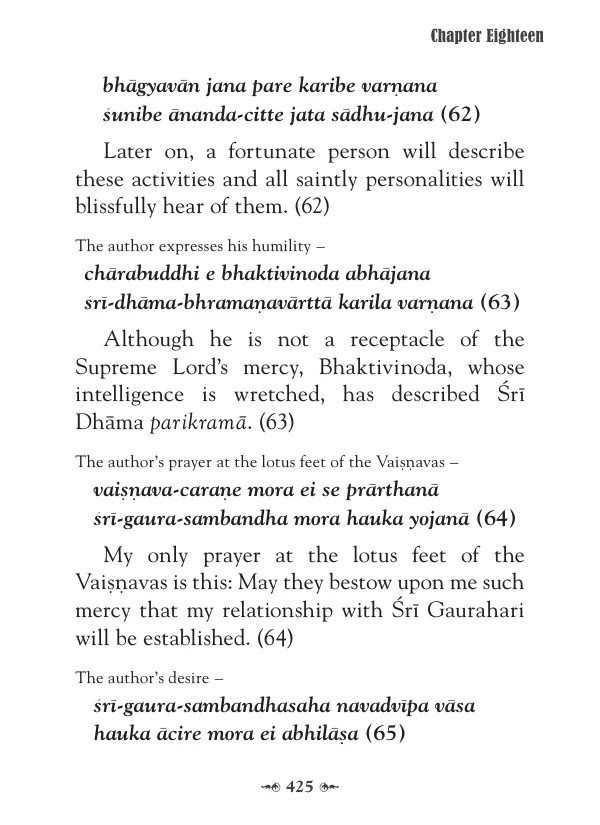 Chapter Eighteen
bhāgyavān jana pare karibe varṇana
śunibe ānanda-citte jata sādhu-jana (62)
Later on, a fortunate person will describe
these activities and all saintly personalities will
blissfully hear of them. (62)
The author expresses his humility –
chārabuddhi e bhaktivinoda abhājana
śrī-dhāma-bhramaṇavārttā karila varṇana (63)
Although he is not a receptacle of the
Supreme Lord’s mercy, Bhaktivinoda, whose
intelligence is wretched, has described Śrī
Dhāma parikramā. (63)
The author’s prayer at the lotus feet of the Vaiṣṇavas –
vaiṣṇava-caraṇe mora ei se prārthanā
śrī-gaura-sambandha mora hauka yojanā (64)
My only prayer at the lotus feet of the
Vaiṣṇavas is this: May they bestow upon me such
mercy that my relationship with Śrī Gaurahari
will be established. (64)
The author’s desire –
śrī-gaura-sambandhasaha navadvīpa vāsa
hauka ācire mora ei abhilāṣa (65)
425